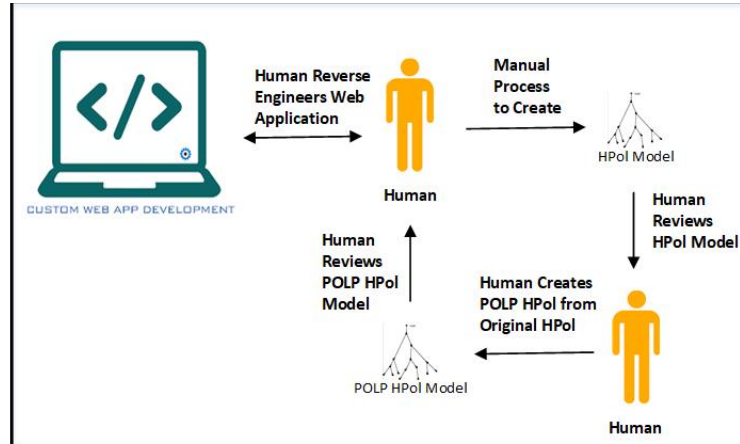 Human Reverse
Engineers Web
Application
Manual
Process
to Create
</>
HPol Model
Human
CUSTOM WEB APP DEVELOPMENT
Human
Reviews
HPol Model
Human
Reviews
POLP HPol
Model
Human Creates
POLP HPol from
Original HPol
POLP HPol Model
Human